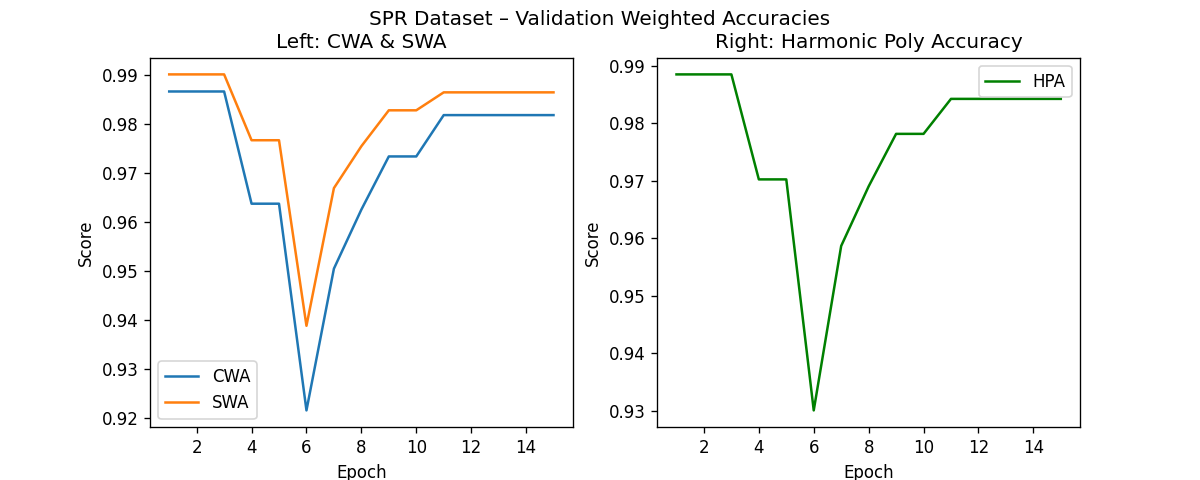 SPR Dataset – Validation Weighted Accuracies
Left: CWA & SWA
Score
0.99
0.98
0.97
0.96
0.95
0.94
0.93
0.92
CWA
SWA
2 4 6 8 10 12 14
Epoch
Right: Harmonic Poly Accuracy
Score
0.99
0.98
0.97
0.96
0.95
0.94
0.93
HPA
2 4 6 8 10 12 14
Epoch